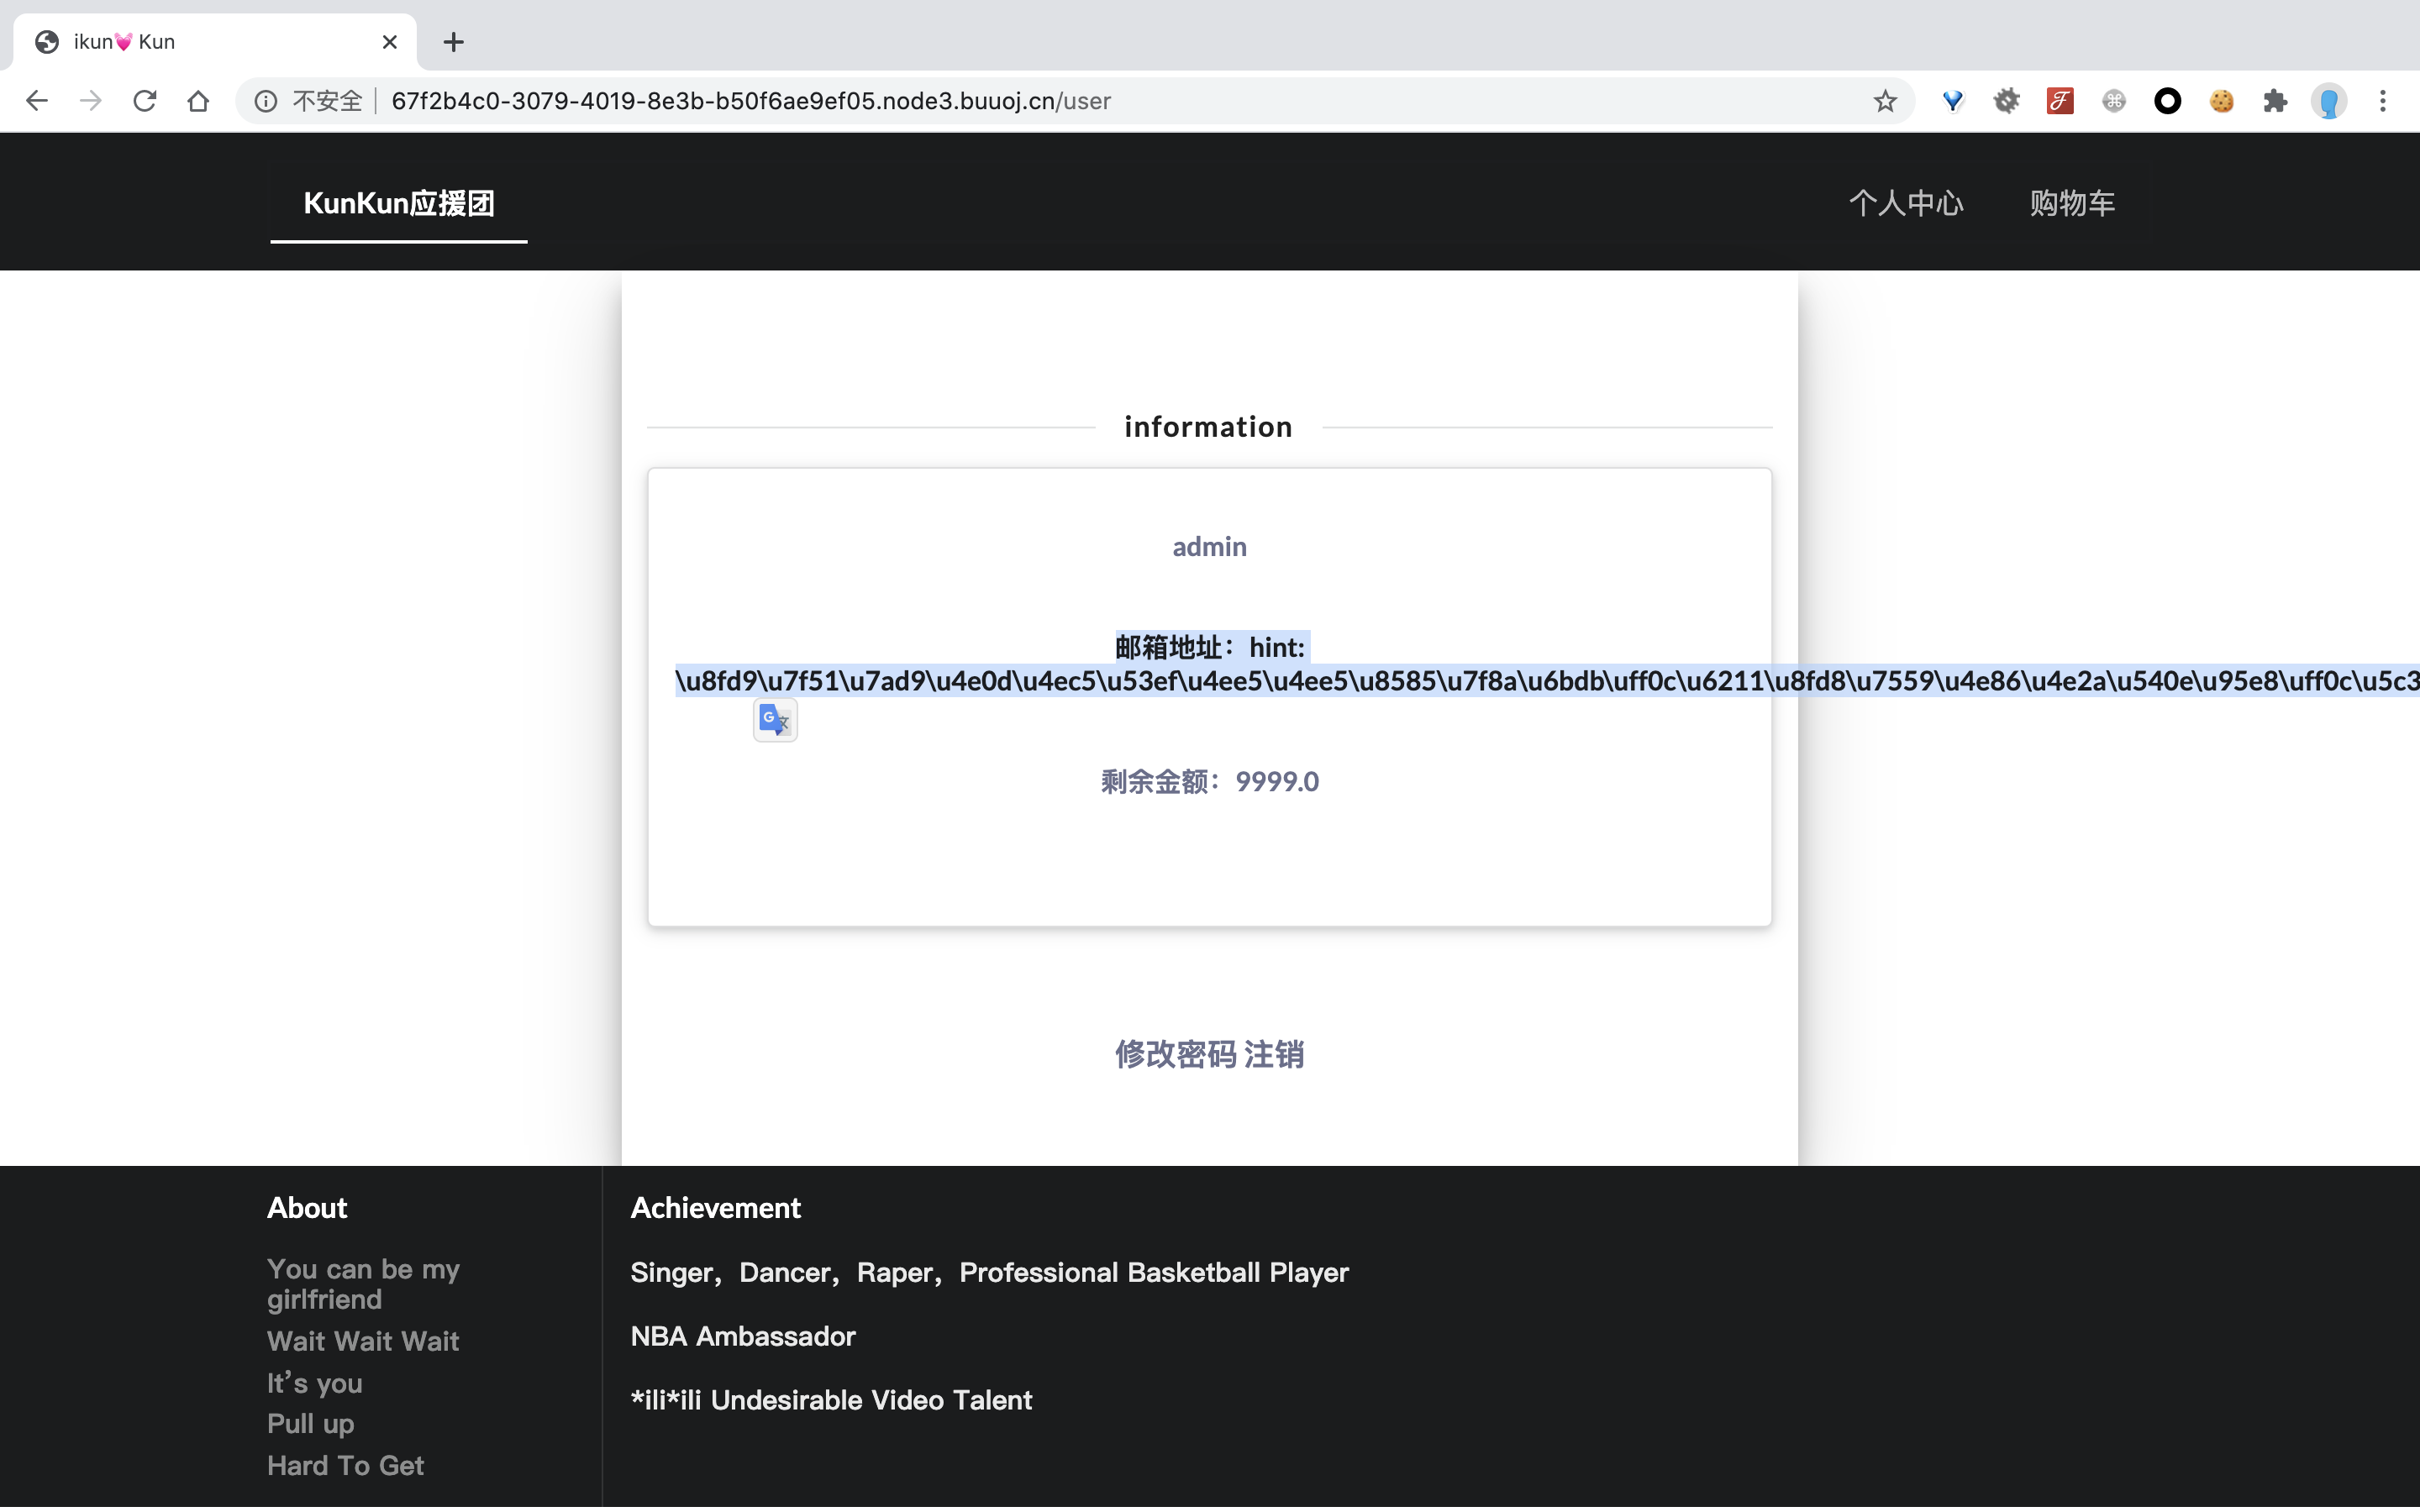 ikun💓 Kun
不安全 67f2b4c0-3079-4019-8e3b-b50f6ae9ef05.node3.buuoj.cn/user
KunKun应援团 个人中心 购物车
information
admin
邮箱地址：hint:
\u8fd9\u7f51\u7ad9\u4e0d\u4ec5\u53ef\u4ee5\u4ee5\u8585\u7f8a\u6bdb\uff0c\u6211\u8fd8\u7559\u4e86\u4e2a\u540e\u95e8\uff0c\u5c3
剩余金额：9999.0
修改密码 注销
About
You can be my
girlfriend
Wait Wait Wait
It’s you
Pull up
Hard To Get
Achievement
Singer，Dancer，Raper，Professional Basketball Player
NBA Ambassador
*ili*ili Undesirable Video Talent